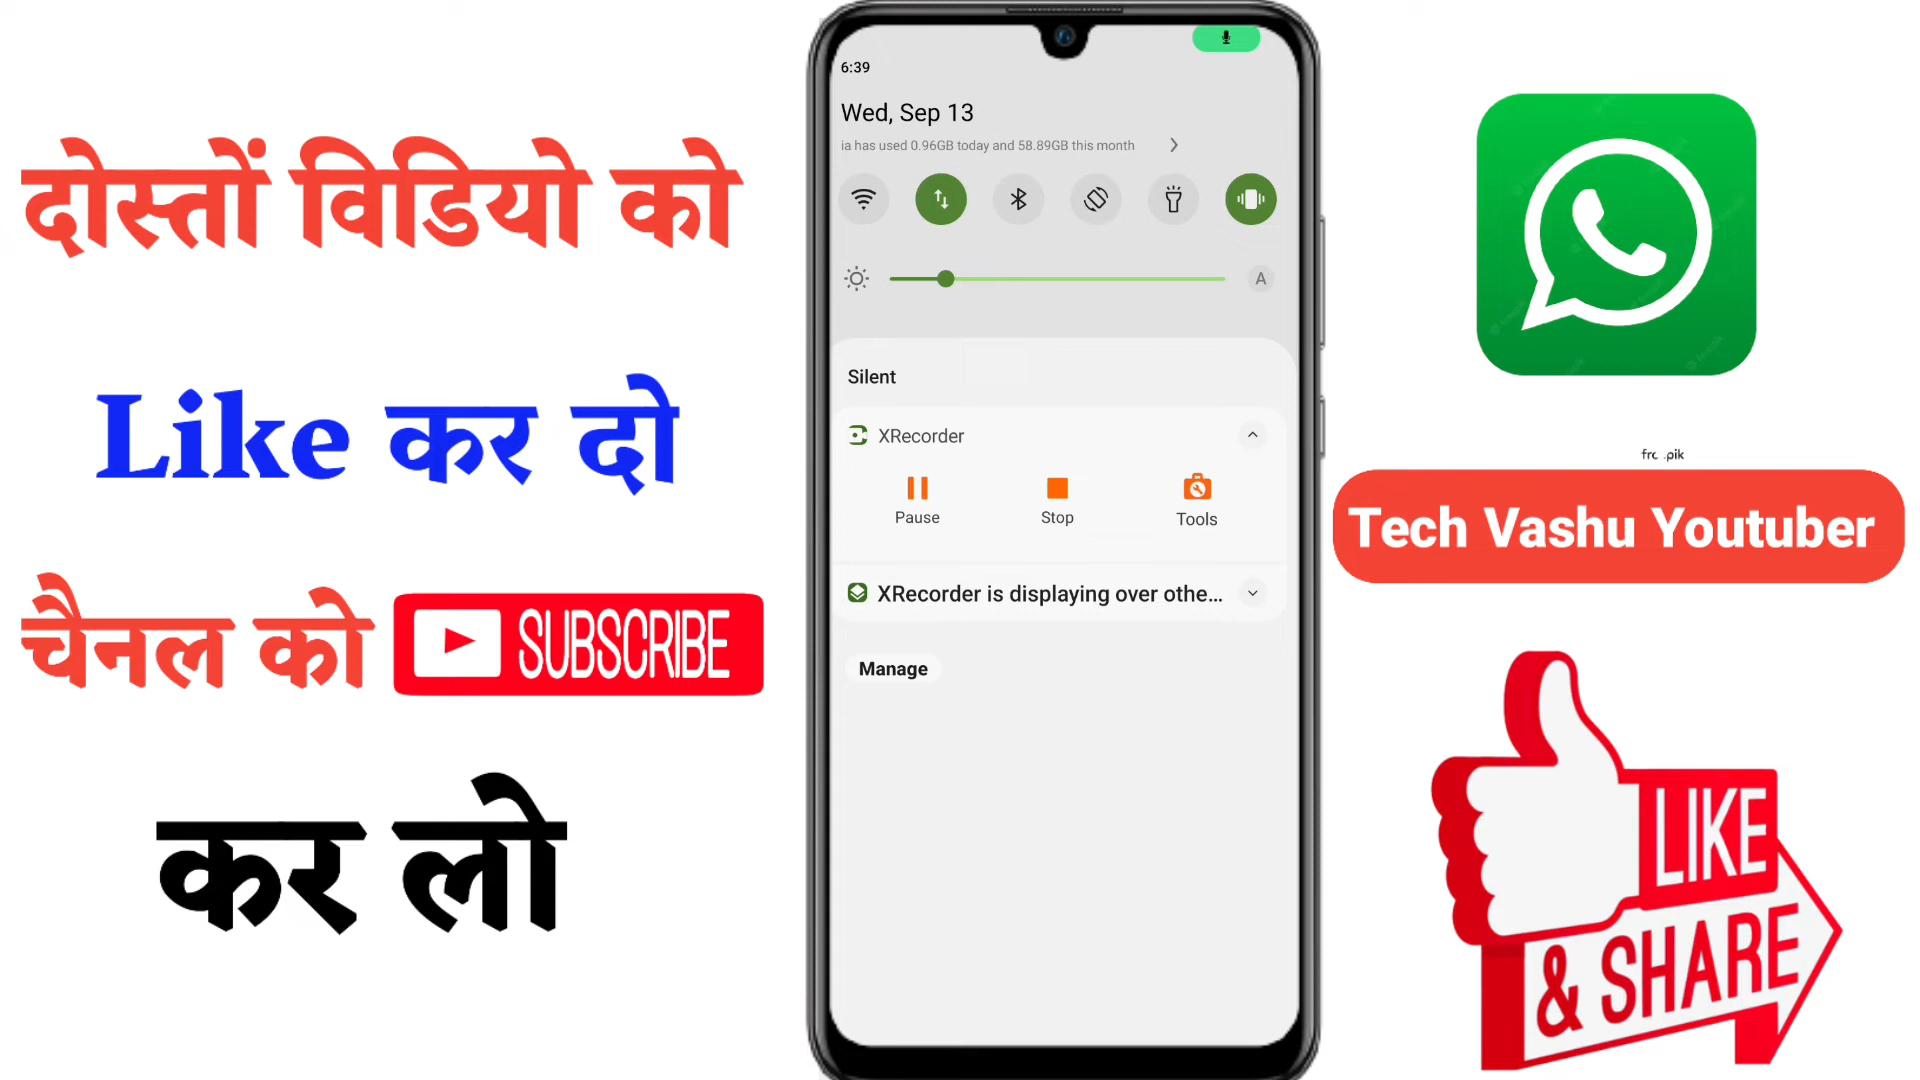 दोस्तों विडियो को
Like कर दो
चैनल को SUBSCRIBE
कर लो
6:39
Wed, Sep 13
ia has used 0.96GB today and 58.89GB this month
A
Silent
XRecorder
Pause
Stop
Tools
XRecorder is displaying over othe...
Manage
Tech Vashu Youtuber
LIKE
& SHARE